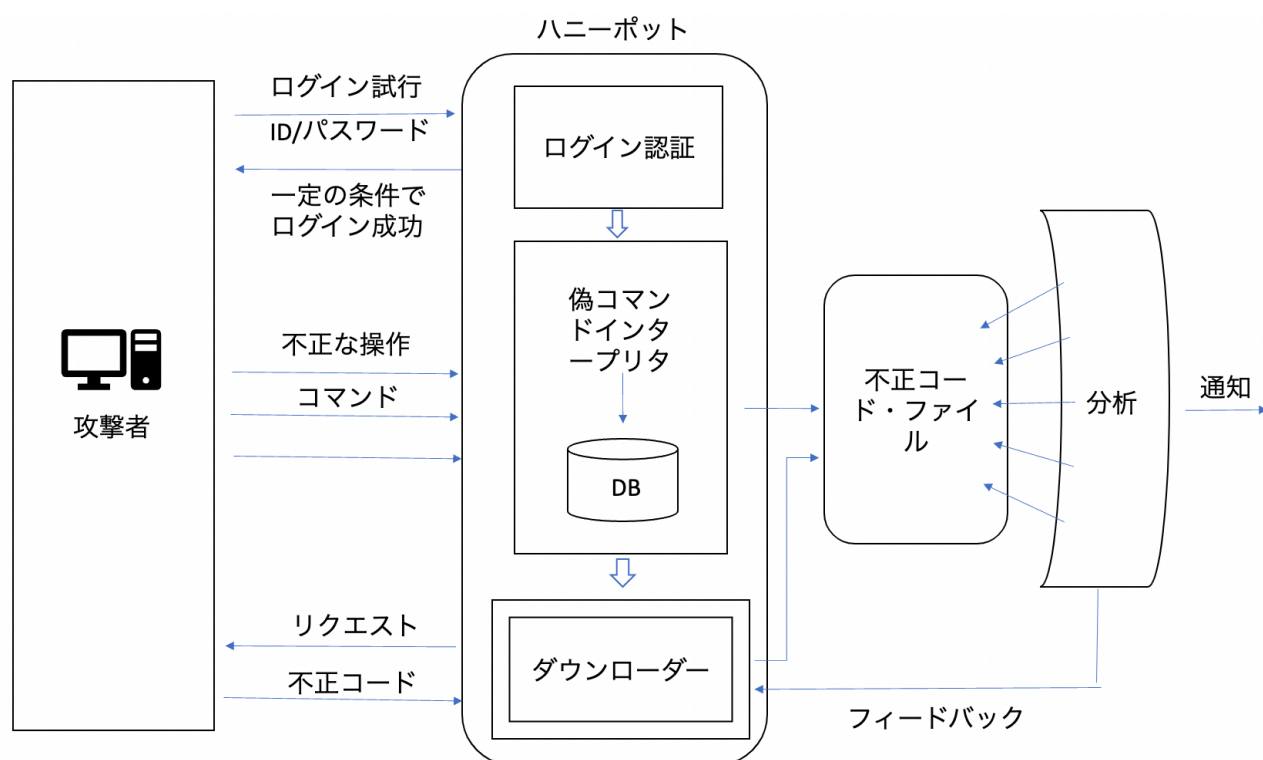 ハニーポット
ログイン試行
ID/パスワード
一定の条件で
ログイン成功
ログイン認証
偽コマン
ドインタ
ープリタ
DB
不正な操作
コマンド
攻撃者
不正コー
ド・ファイ
ル
分析
通知
リクエスト
不正コード
ダウンローダー
フィードバック